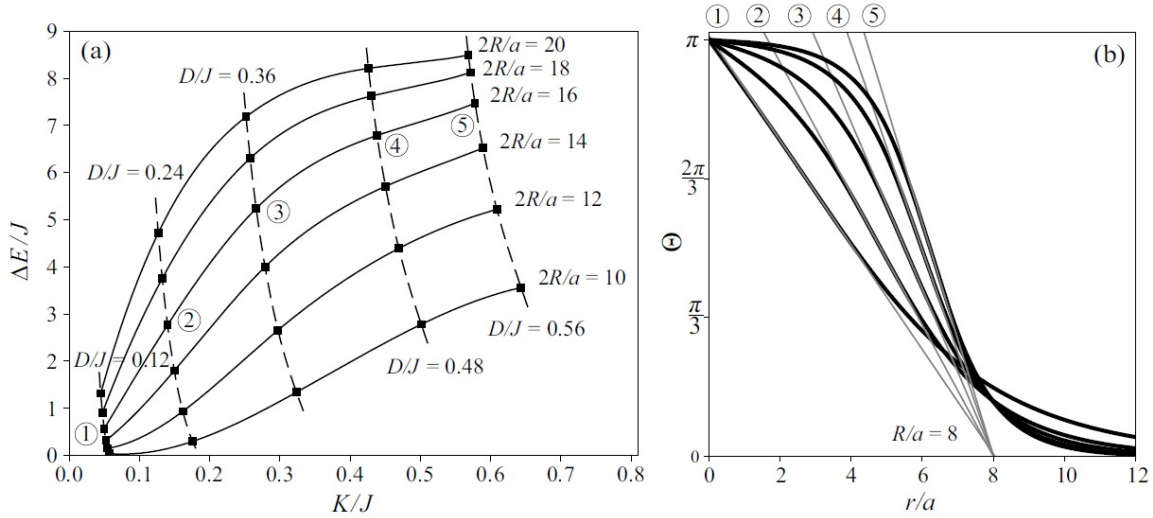 (a)
9
8
7
6
5
4
3
2
1
0
ΔE/J
0.0 0.1 0.2 0.3 0.4 0.5 0.6 0.7 0.8
K/J
D/J = 0.36
D/J = 0.24
D/J = 0.12
D/J = 0.48
D/J = 0.56
2R/a = 20
2R/a = 18
2R/a = 16
2R/a = 14
2R/a = 12
2R/a = 10
①
②
③
④
⑤
① ② ③ ④ ⑤
(b)
π
2π
3
Θ
π
3
0
R/a = 8
0 2 4 6 8 10 12
r/a